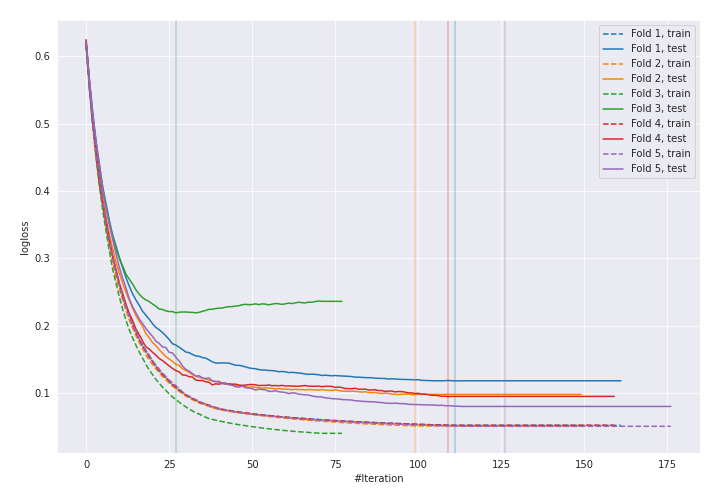 0.6
0.5
0.4
0.3
0.2
0.1
logloss
0 25 50 75 100 125 150 175
#Iteration
Fold 1, train
Fold 1, test
Fold 2, train
Fold 2, test
Fold 3, train
Fold 3, test
Fold 4, train
Fold 4, test
Fold 5, train
Fold 5, test